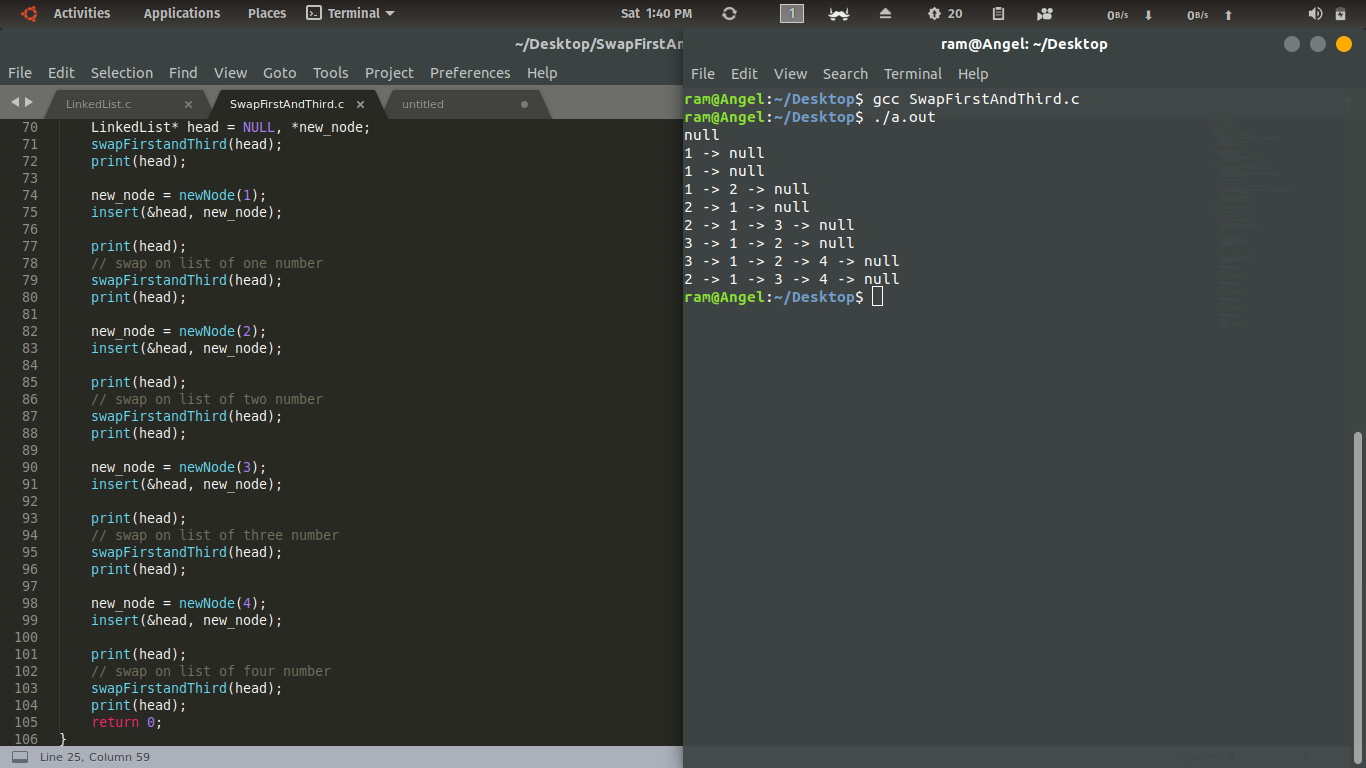 Activities Applications Places Terminal Sat 1:40 PM 1 20 0B/s 0B/s
~/Desktop/SwapFirstAn
File Edit Selection Find View Goto Tools Project Preferences Help
LinkedList.c SwapFirstAndThird.c untitled
70 LinkedList* head = NULL, *new_node;
71 swapFirstandThird(head);
72 print(head);
73
74 new_node = newNode(1);
75 insert(&head, new_node);
76
77 print(head);
78 // swap on list of one number
79 swapFirstandThird(head);
80 print(head);
81
82 new_node = newNode(2);
83 insert(&head, new_node);
84
85 print(head);
86 // swap on list of two number
87 swapFirstandThird(head);
88 print(head);
89
90 new_node = newNode(3);
91 insert(&head, new_node);
92
93 print(head);
94 // swap on list of three number
95 swapFirstandThird(head);
96 print(head);
97
98 new_node = newNode(4);
99 insert(&head, new_node);
100
101 print(head);
102 // swap on list of four number
103 swapFirstandThird(head);
104 print(head);
105 return 0;
106 }
Line 25, Column 59
ram@Angel: ~/Desktop
File Edit View Search Terminal Help
ram@Angel:~/Desktop$ gcc SwapFirstAndThird.c
ram@Angel:~/Desktop$ ./a.out
null
1 -> null
1 -> null
1 -> 2 -> null
2 -> 1 -> null
2 -> 1 -> 3 -> null
3 -> 1 -> 2 -> null
3 -> 1 -> 2 -> 4 -> null
2 -> 1 -> 3 -> 4 -> null
ram@Angel:~/Desktop$